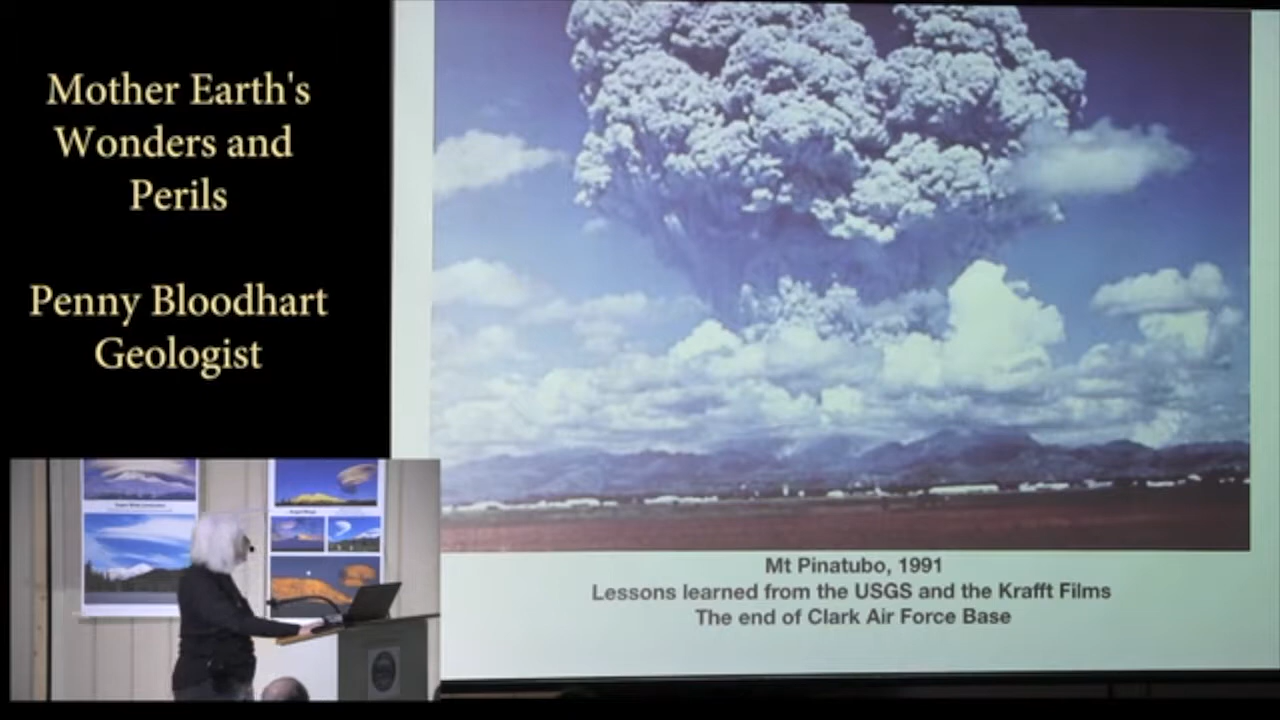 Mother Earth's
Wonders and
Perils
Penny Bloodhart
Geologist
Mt Pinatubo, 1991
Lessons learned from the USGS and the Krafft Films
The end of Clark Air Force Base